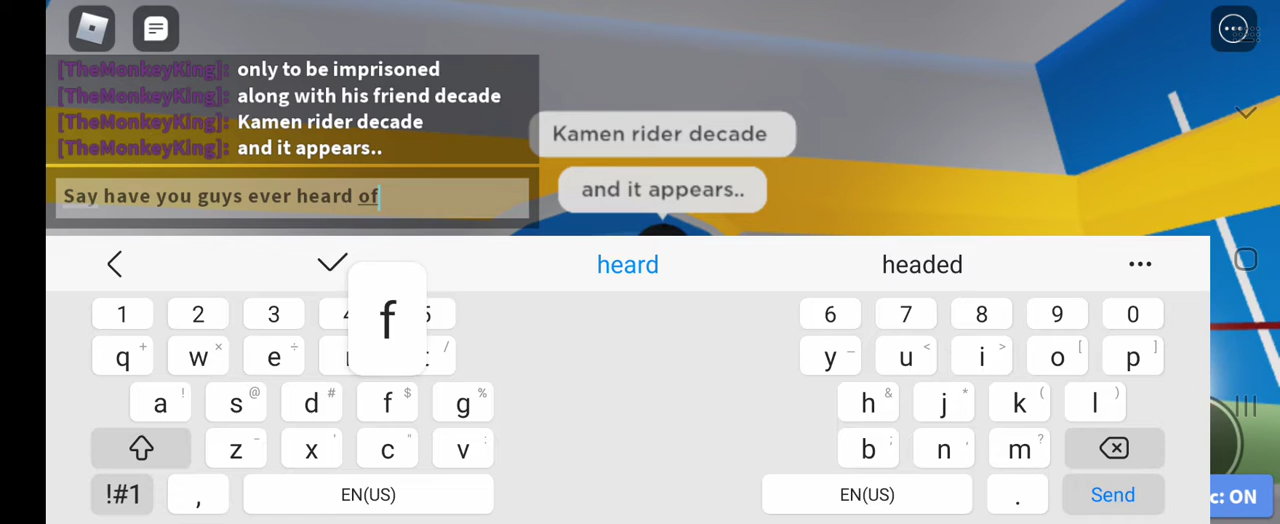 [TheMonkeyKing]: only to be imprisoned
[TheMonkeyKing]: along with his friend decade
[TheMonkeyKing]: Kamen rider decade
[TheMonkeyKing]: and it appears..
Kamen rider decade
and it appears..
Say have you guys ever heard of
heard headed
f
1 2 3 4 5 6 7 8 9 0
q + w × e ÷ / y _ u < i > o [ p ]
a ! s @ d # f $ g % h & j * k ( l )
z - x ' c " v : b ; n , m ?
!#1 , EN(US) EN(US) . Send
c: ON